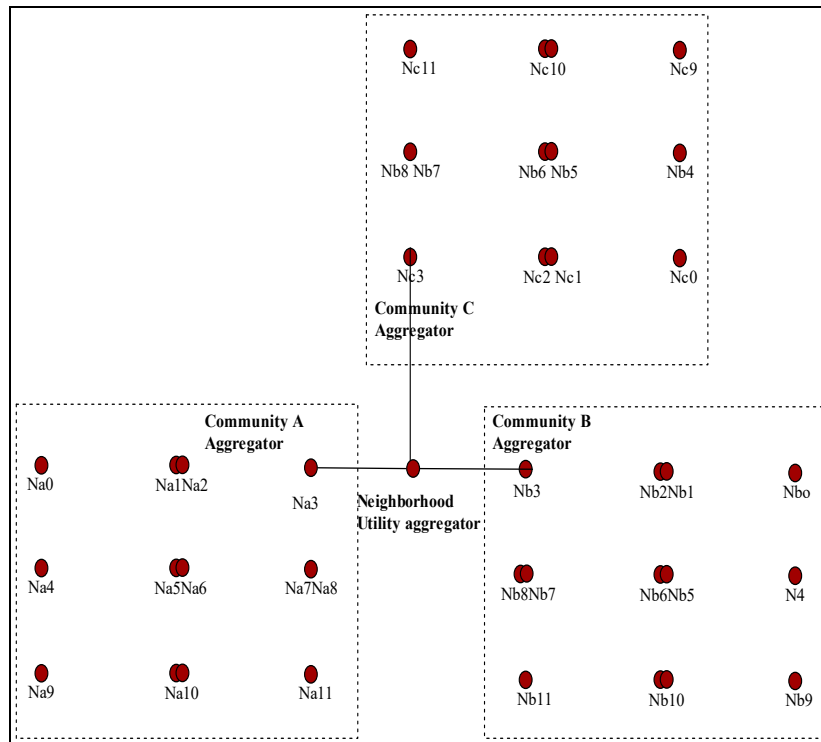 Nc11 Nc10 Nc9
Nb8 Nb7 Nb6 Nb5 Nb4
Nc3 Nc2 Nc1 Nc0
Community C
Aggregator
Community A
Aggregator
Community B
Aggregator
Na0 Na1Na2 Na3
Neighborhood
Utility aggregator
Nb3 Nb2Nb1 Nbo
Na4 Na5Na6 Na7Na8
Nb8Nb7 Nb6Nb5 N4
Na9 Na10 Na11
Nb11 Nb10 Nb9